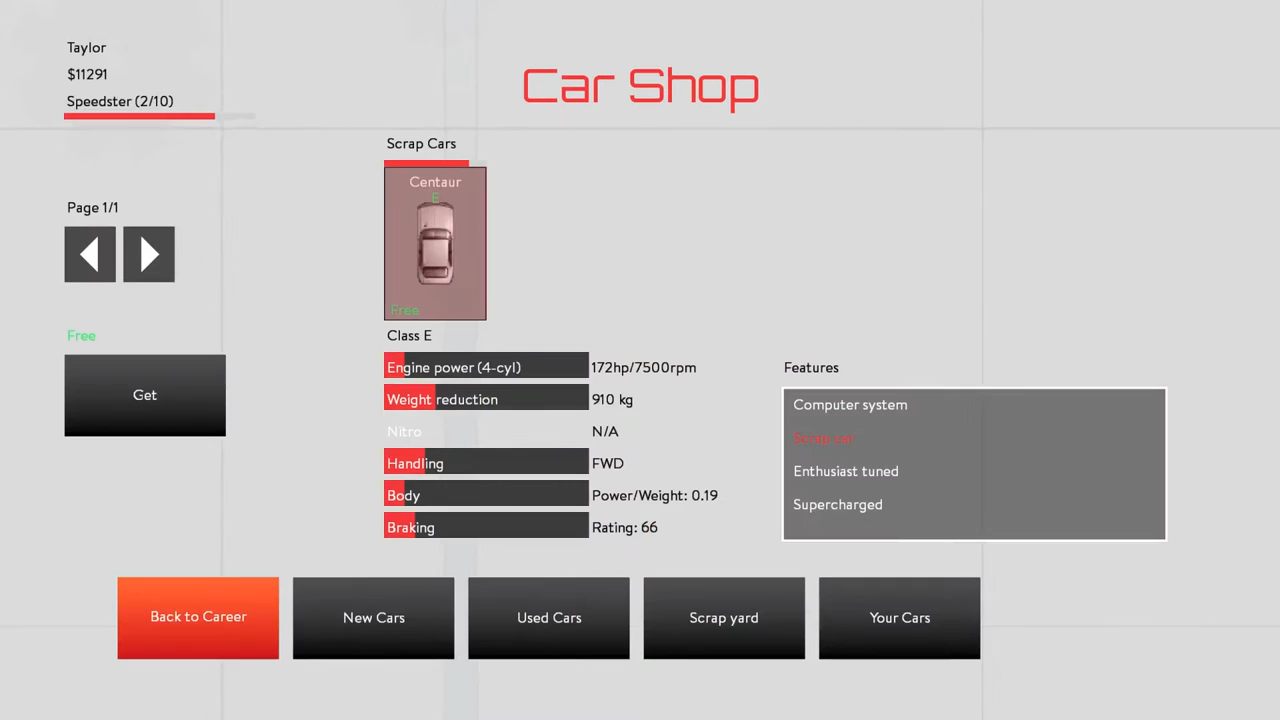 Taylor
$11291
Speedster (2/10)
Car Shop
Scrap Cars
Centaur
E
Free
Page 1/1
Free
Get
Class E
Engine power (4-cyl) 172hp/7500rpm
Weight reduction 910 kg
Nitro N/A
Handling FWD
Body Power/Weight: 0.19
Braking Rating: 66
Features
Computer system
Scrap car
Enthusiast tuned
Supercharged
Back to Career
New Cars
Used Cars
Scrap yard
Your Cars